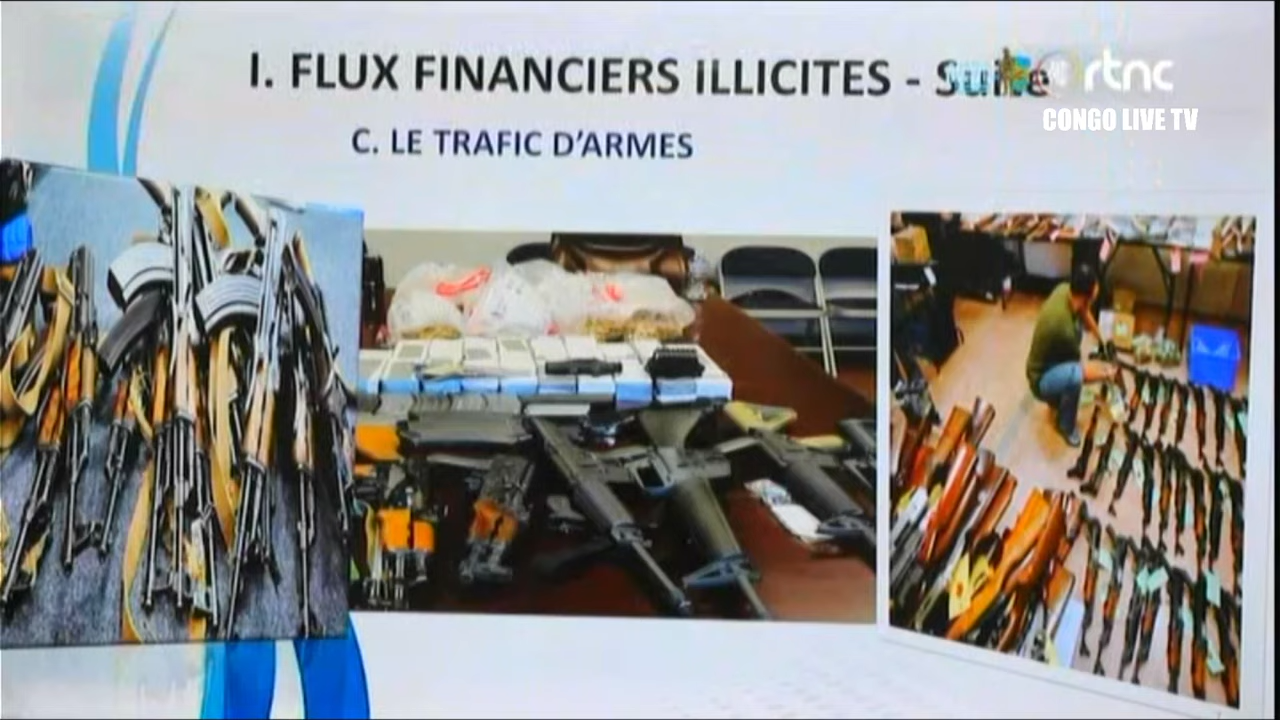 I. FLUX FINANCIERS ILLICITES - Suite
rtnc
CONGO LIVE TV
C. LE TRAFIC D'ARMES